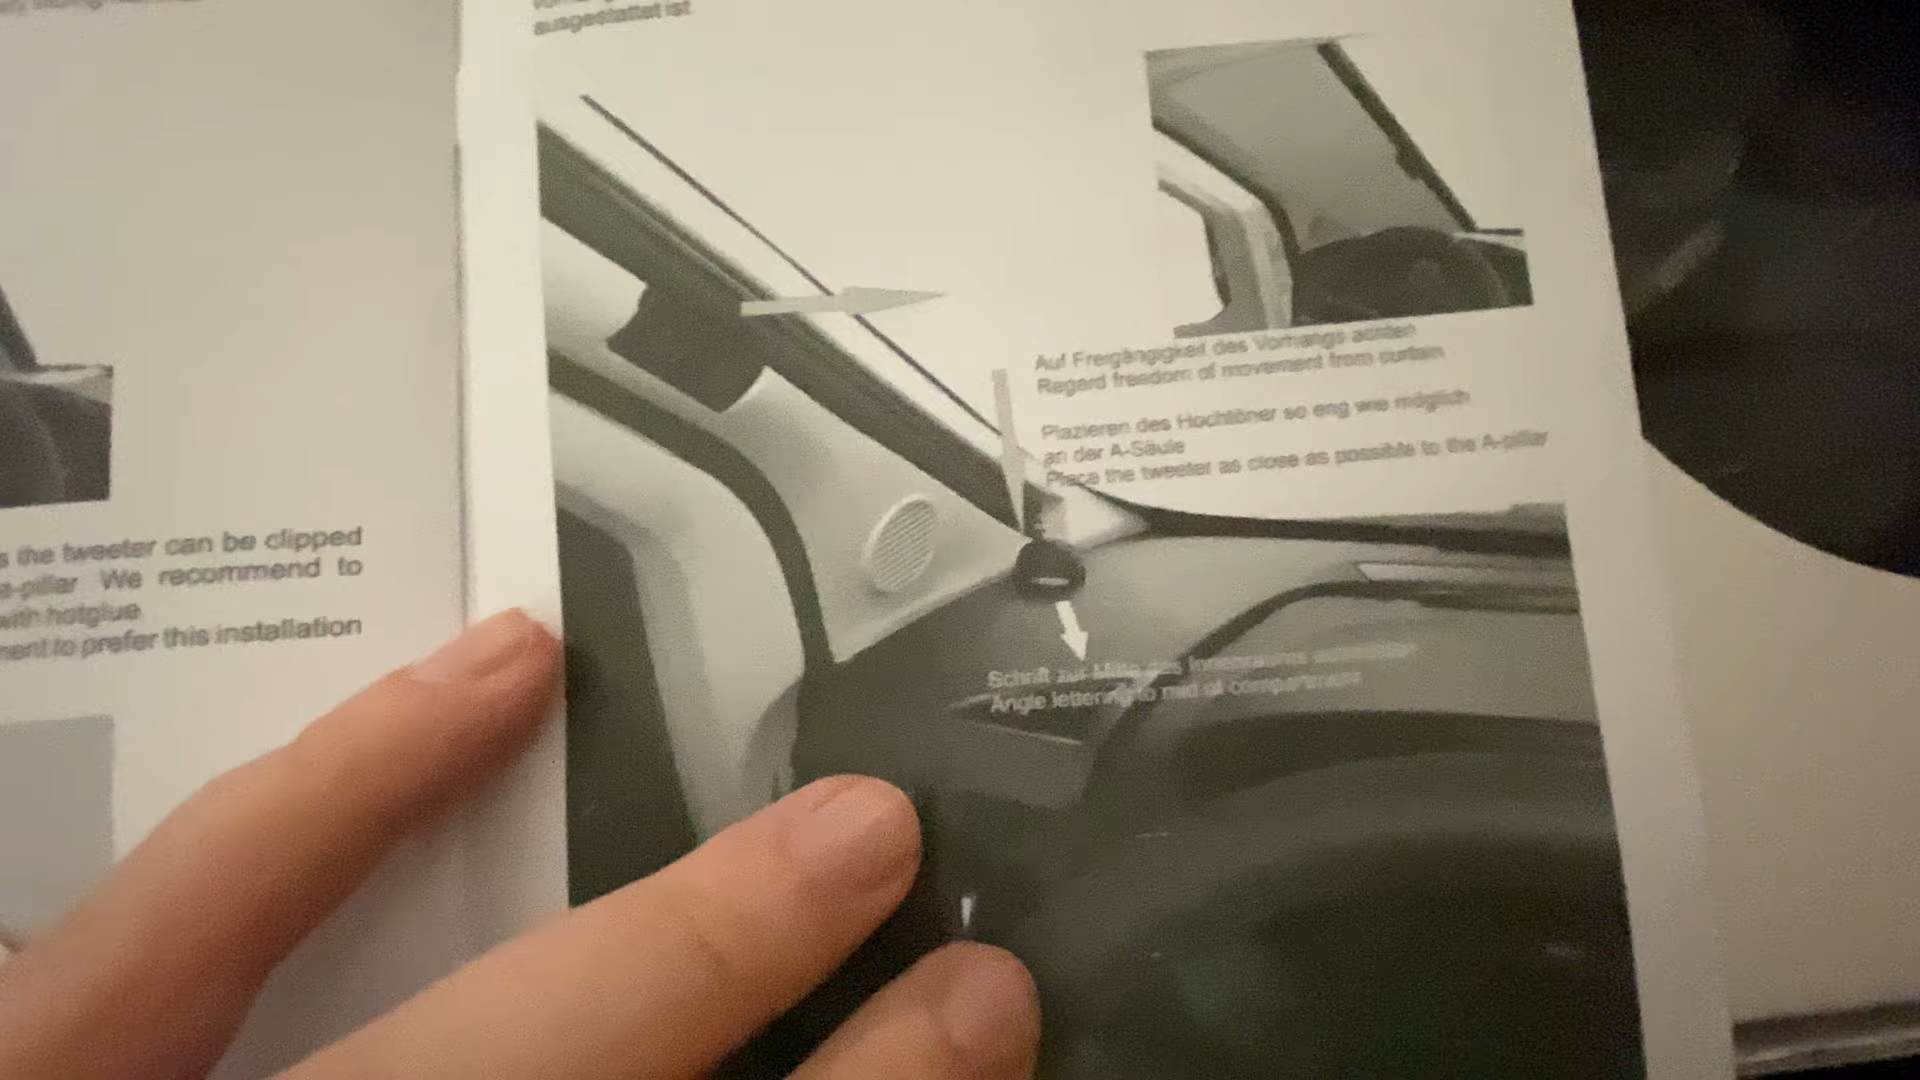 ausgestattet ist
Auf Freigängigkeit des Vorhangs achten
Regard freedom of movement from curtain
Plazieren des Hochtöner so eng wie möglich
an der A-Säule
Place the tweeter as close as possible to the A-pillar
Schrift zur Mitte des Innenraums
Angle lettering to mid of compartment
the tweeter can be clipped
a-pillar We recommend to
with hotglue
to prefer this installation